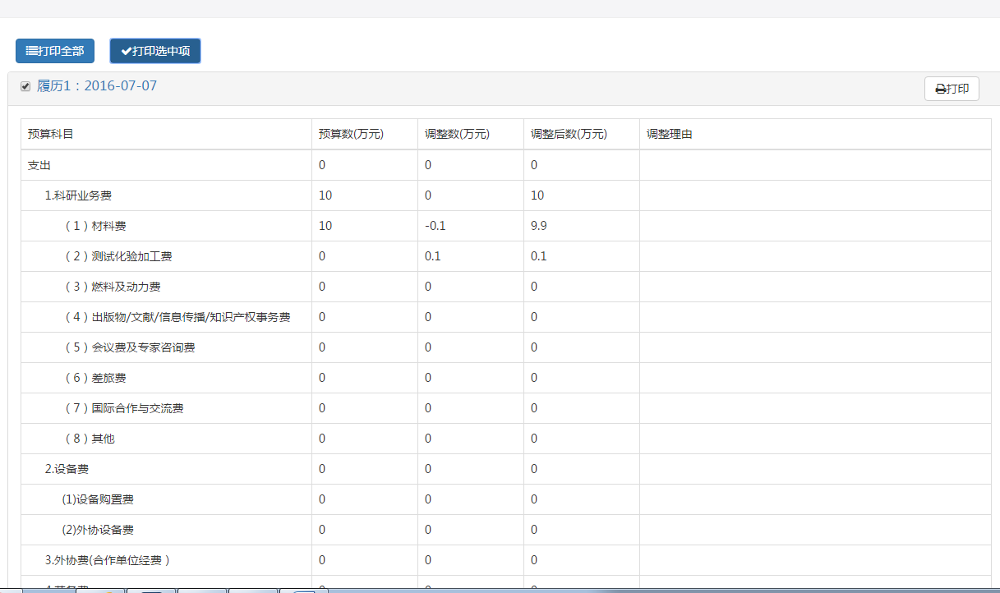 打印全部 打印选中项
履历1：2016-07-07 打印
预算科目 预算数(万元) 调整数(万元) 调整后数(万元) 调整理由
支出 0 0 0
1.科研业务费 10 0 10
（1）材料费 10 -0.1 9.9
（2）测试化验加工费 0 0.1 0.1
（3）燃料及动力费 0 0 0
（4）出版物/文献/信息传播/知识产权事务费 0 0 0
（5）会议费及专家咨询费 0 0 0
（6）差旅费 0 0 0
（7）国际合作与交流费 0 0 0
（8）其他 0 0 0
2.设备费 0 0 0
(1)设备购置费 0 0 0
(2)外协设备费 0 0 0
3.外协费(合作单位经费） 0 0 0